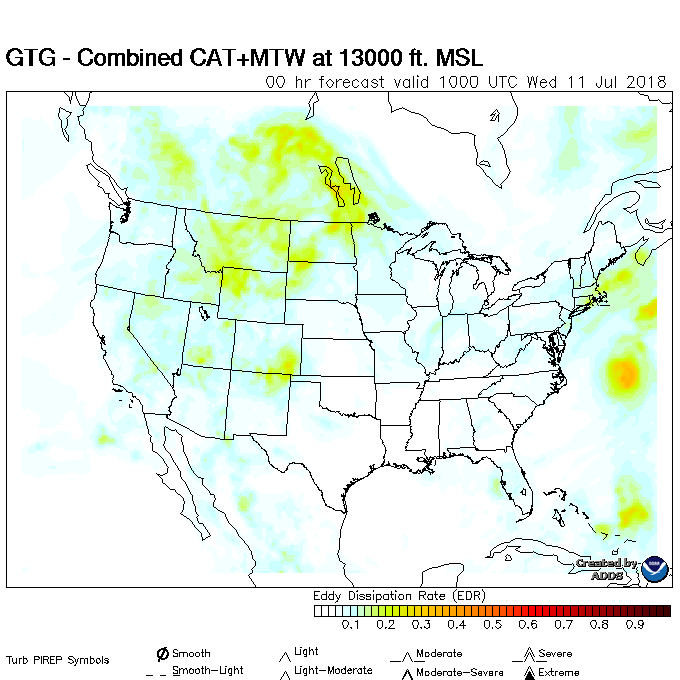 GTG - Combined CAT+MTW at 13000 ft. MSL
00 hr forecast valid 1000 UTC Wed 11 Jul 2018
Created by
ADDS
Eddy Dissipation Rate (EDR)
0.1 0.2 0.3 0.4 0.5 0.6 0.7 0.8 0.9
Turb PIREP Symbols
Smooth Light Moderate Severe
Smooth-Light Light-Moderate Moderate-Severe Extreme